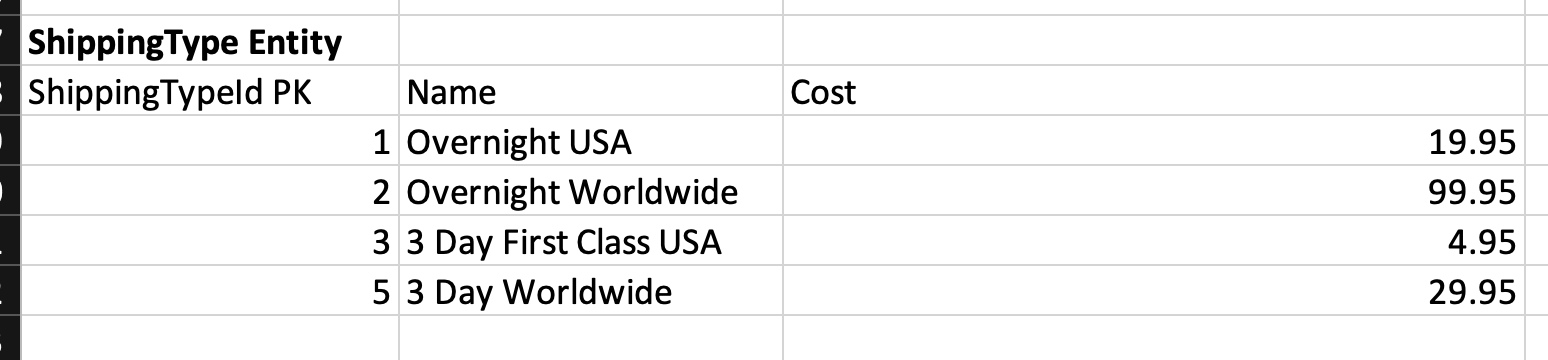 ShippingType Entity
ShippingTypeId PK Name Cost
1 Overnight USA 19.95
2 Overnight Worldwide 99.95
3 3 Day First Class USA 4.95
5 3 Day Worldwide 29.95